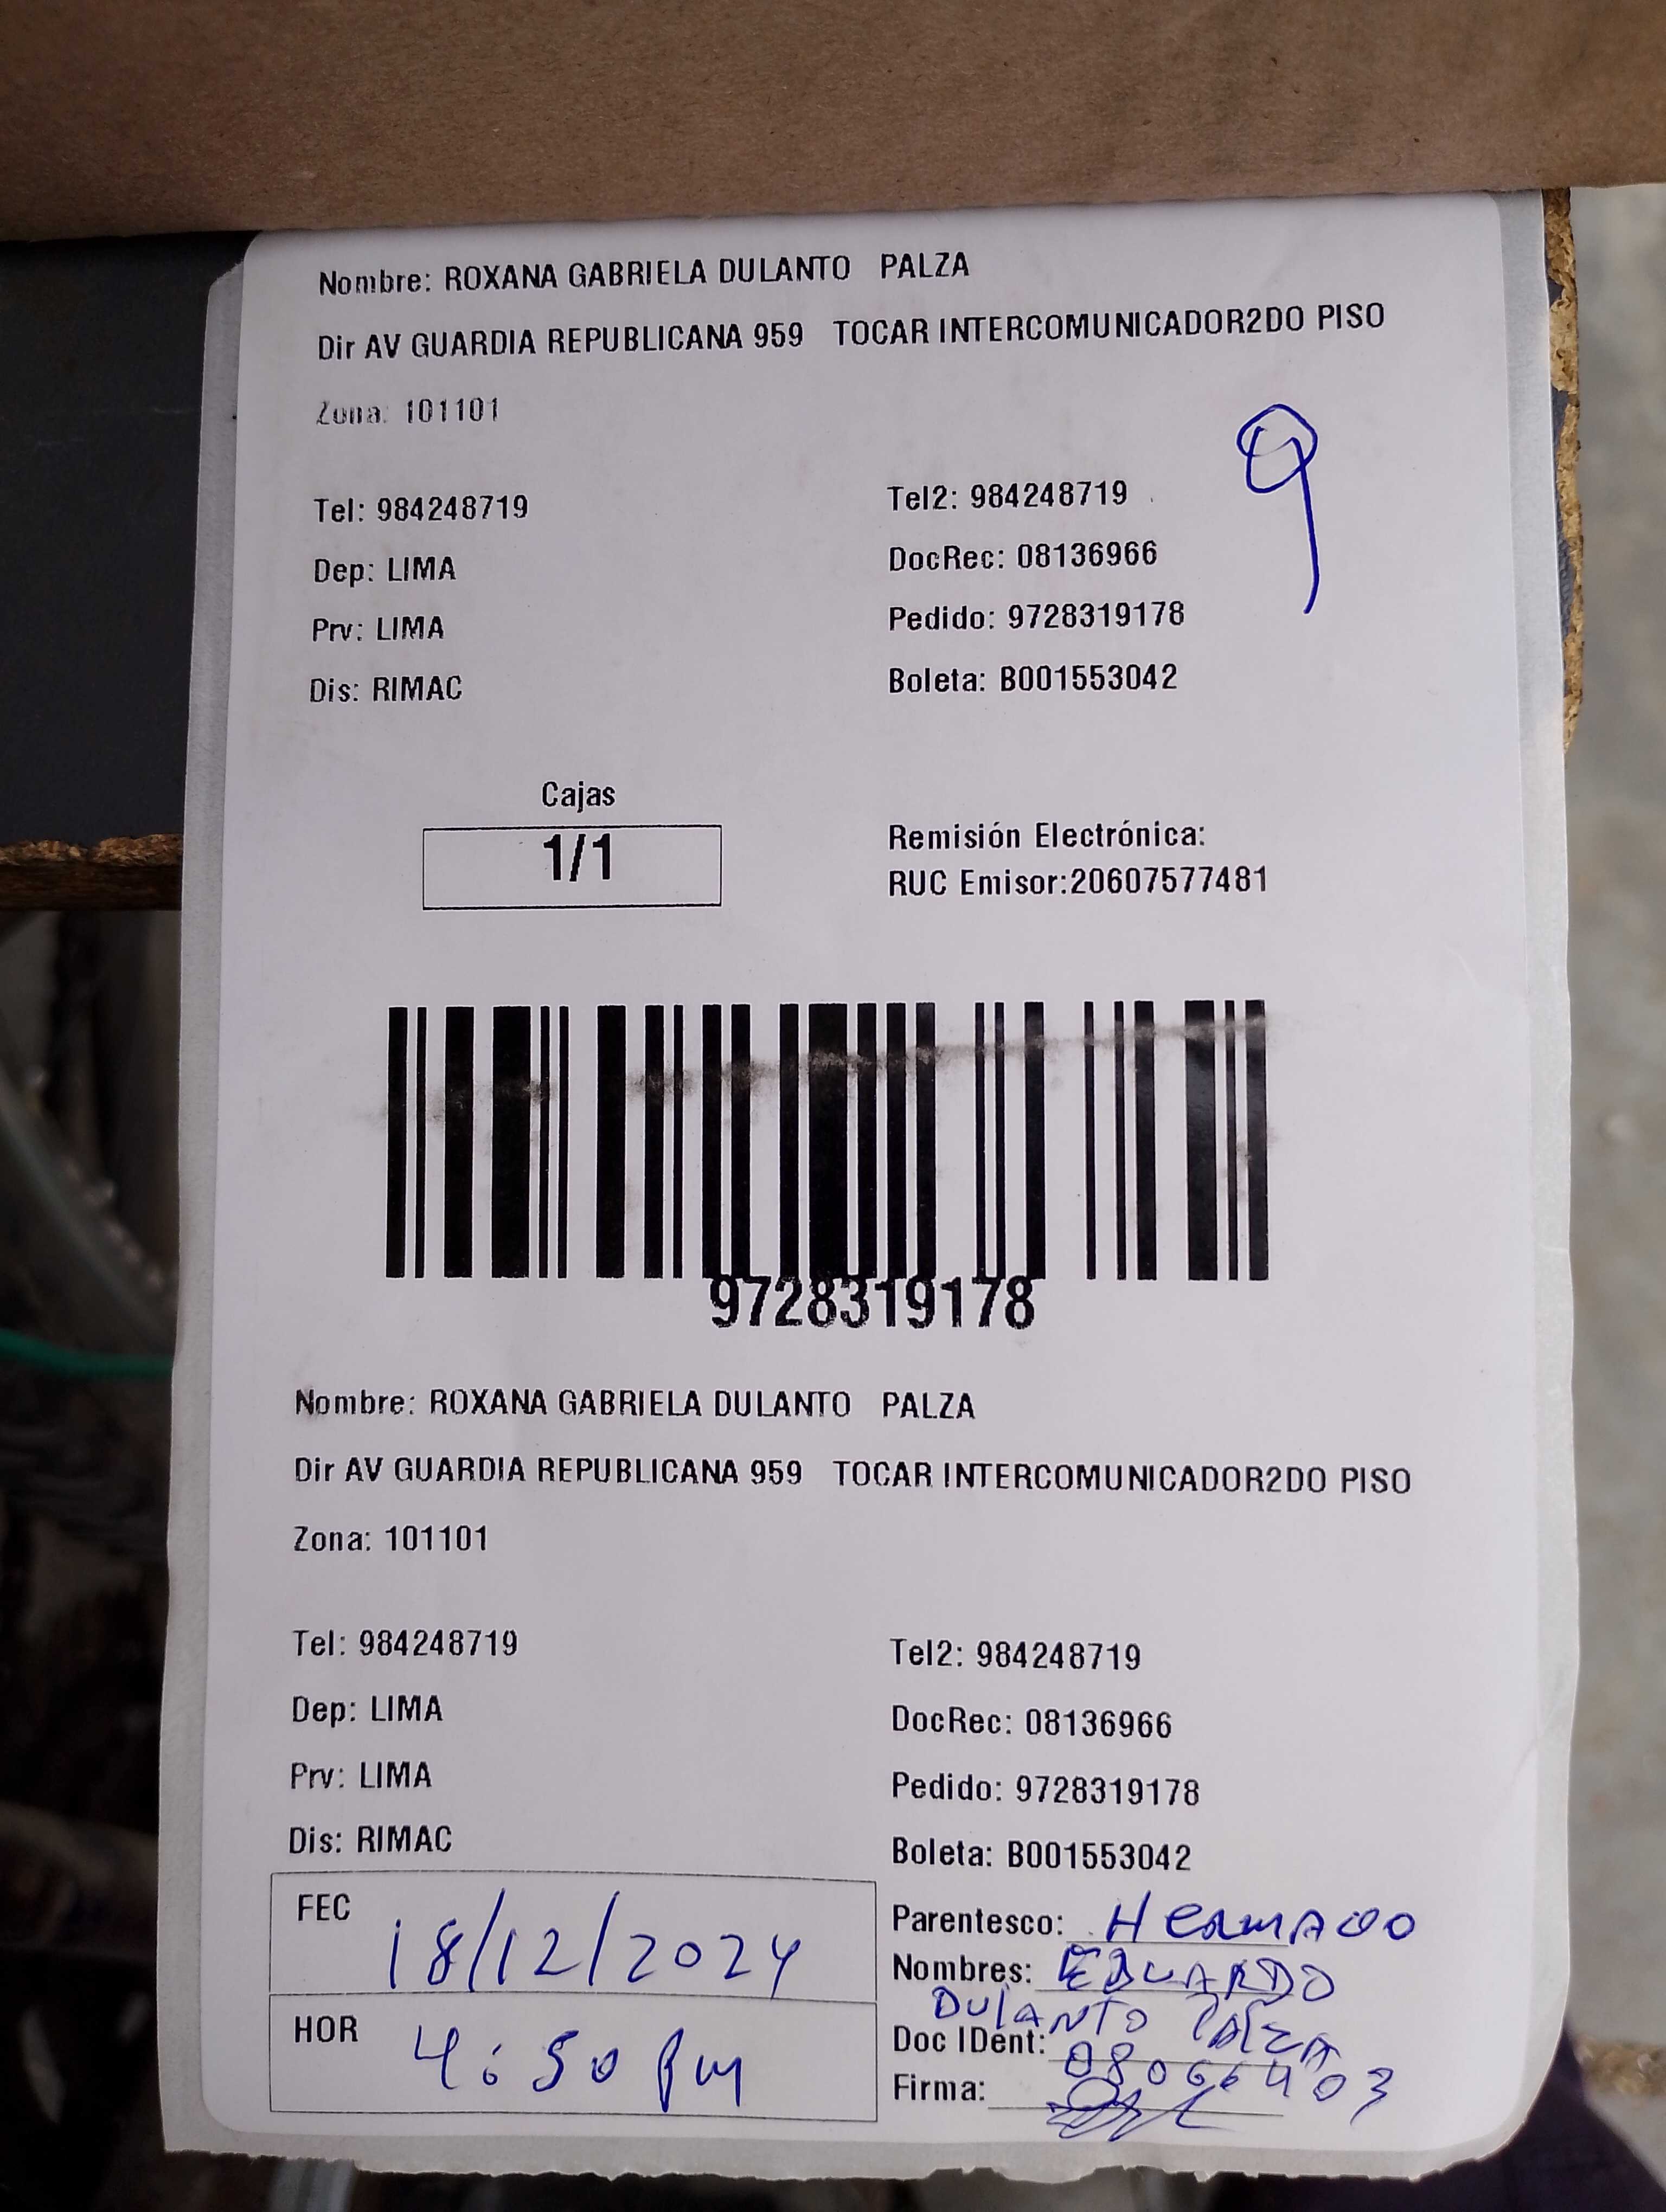 Nombre: ROXANA GABRIELA DULANTO PALZA
Dir AV GUARDIA REPUBLICANA 959 TOCAR INTERCOMUNICADOR2DO PISO
Zona: 101101
9
Tel: 984248719 Tel2: 984248719
Dep: LIMA DocRec: 08136966
Prv: LIMA Pedido: 9728319178
Dis: RIMAC Boleta: B001553042
Cajas
1/1
Remisión Electrónica:
RUC Emisor:20607577481
9728319178
Nombre: ROXANA GABRIELA DULANTO PALZA
Dir AV GUARDIA REPUBLICANA 959 TOCAR INTERCOMUNICADOR2DO PISO
Zona: 101101
Tel: 984248719 Tel2: 984248719
Dep: LIMA DocRec: 08136966
Prv: LIMA Pedido: 9728319178
Dis: RIMAC Boleta: B001553042
FEC 18/12/2024
HOR 4:50 Pm
Parentesco: HERMANO
Nombres: EDUARDO
DULANTO PALZA
Doc IDent: 08066403
Firma: